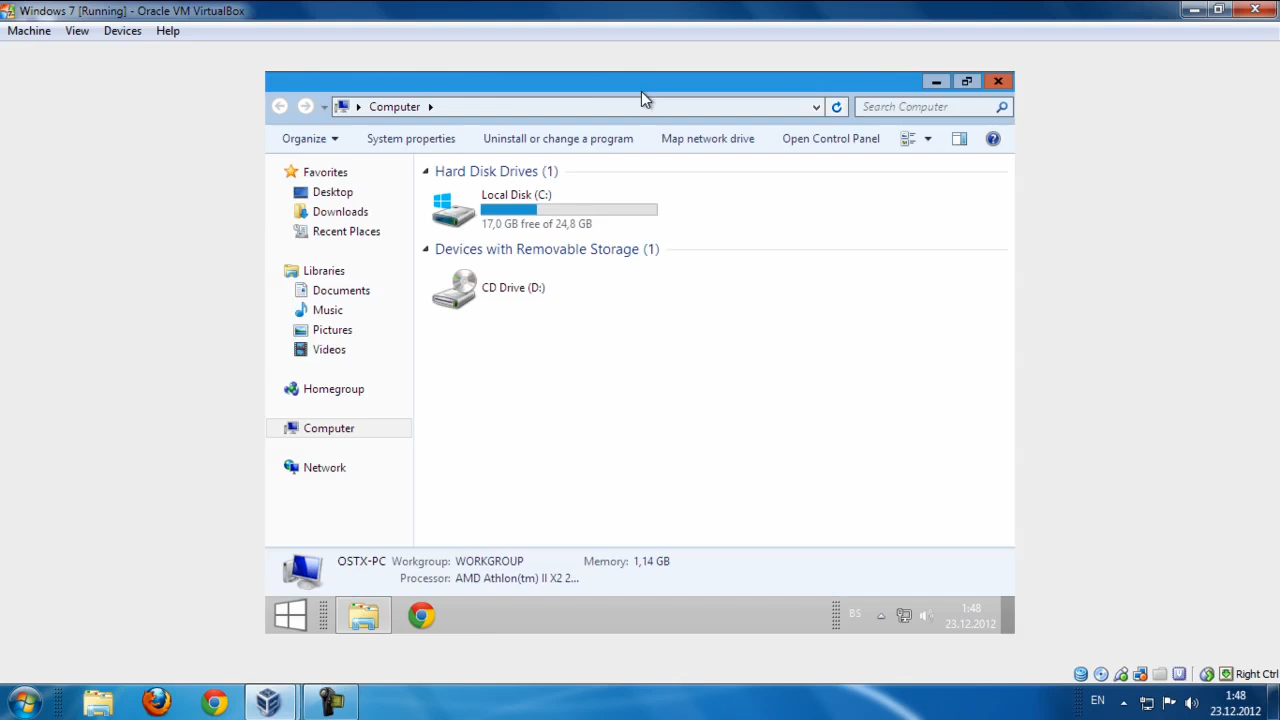 Windows 7 [Running] - Oracle VM VirtualBox
Machine View Devices Help
Computer
Search Computer
Organize System properties Uninstall or change a program Map network drive Open Control Panel
Favorites
Desktop
Downloads
Recent Places
Libraries
Documents
Music
Pictures
Videos
Homegroup
Computer
Network
Hard Disk Drives (1)
Local Disk (C:)
17,0 GB free of 24,8 GB
Devices with Removable Storage (1)
CD Drive (D:)
OSTX-PC Workgroup: WORKGROUP Memory: 1,14 GB
Processor: AMD Athlon(tm) II X2 2...
BS 1:48
23.12.2012
Right Ctrl
EN 1:48
23.12.2012